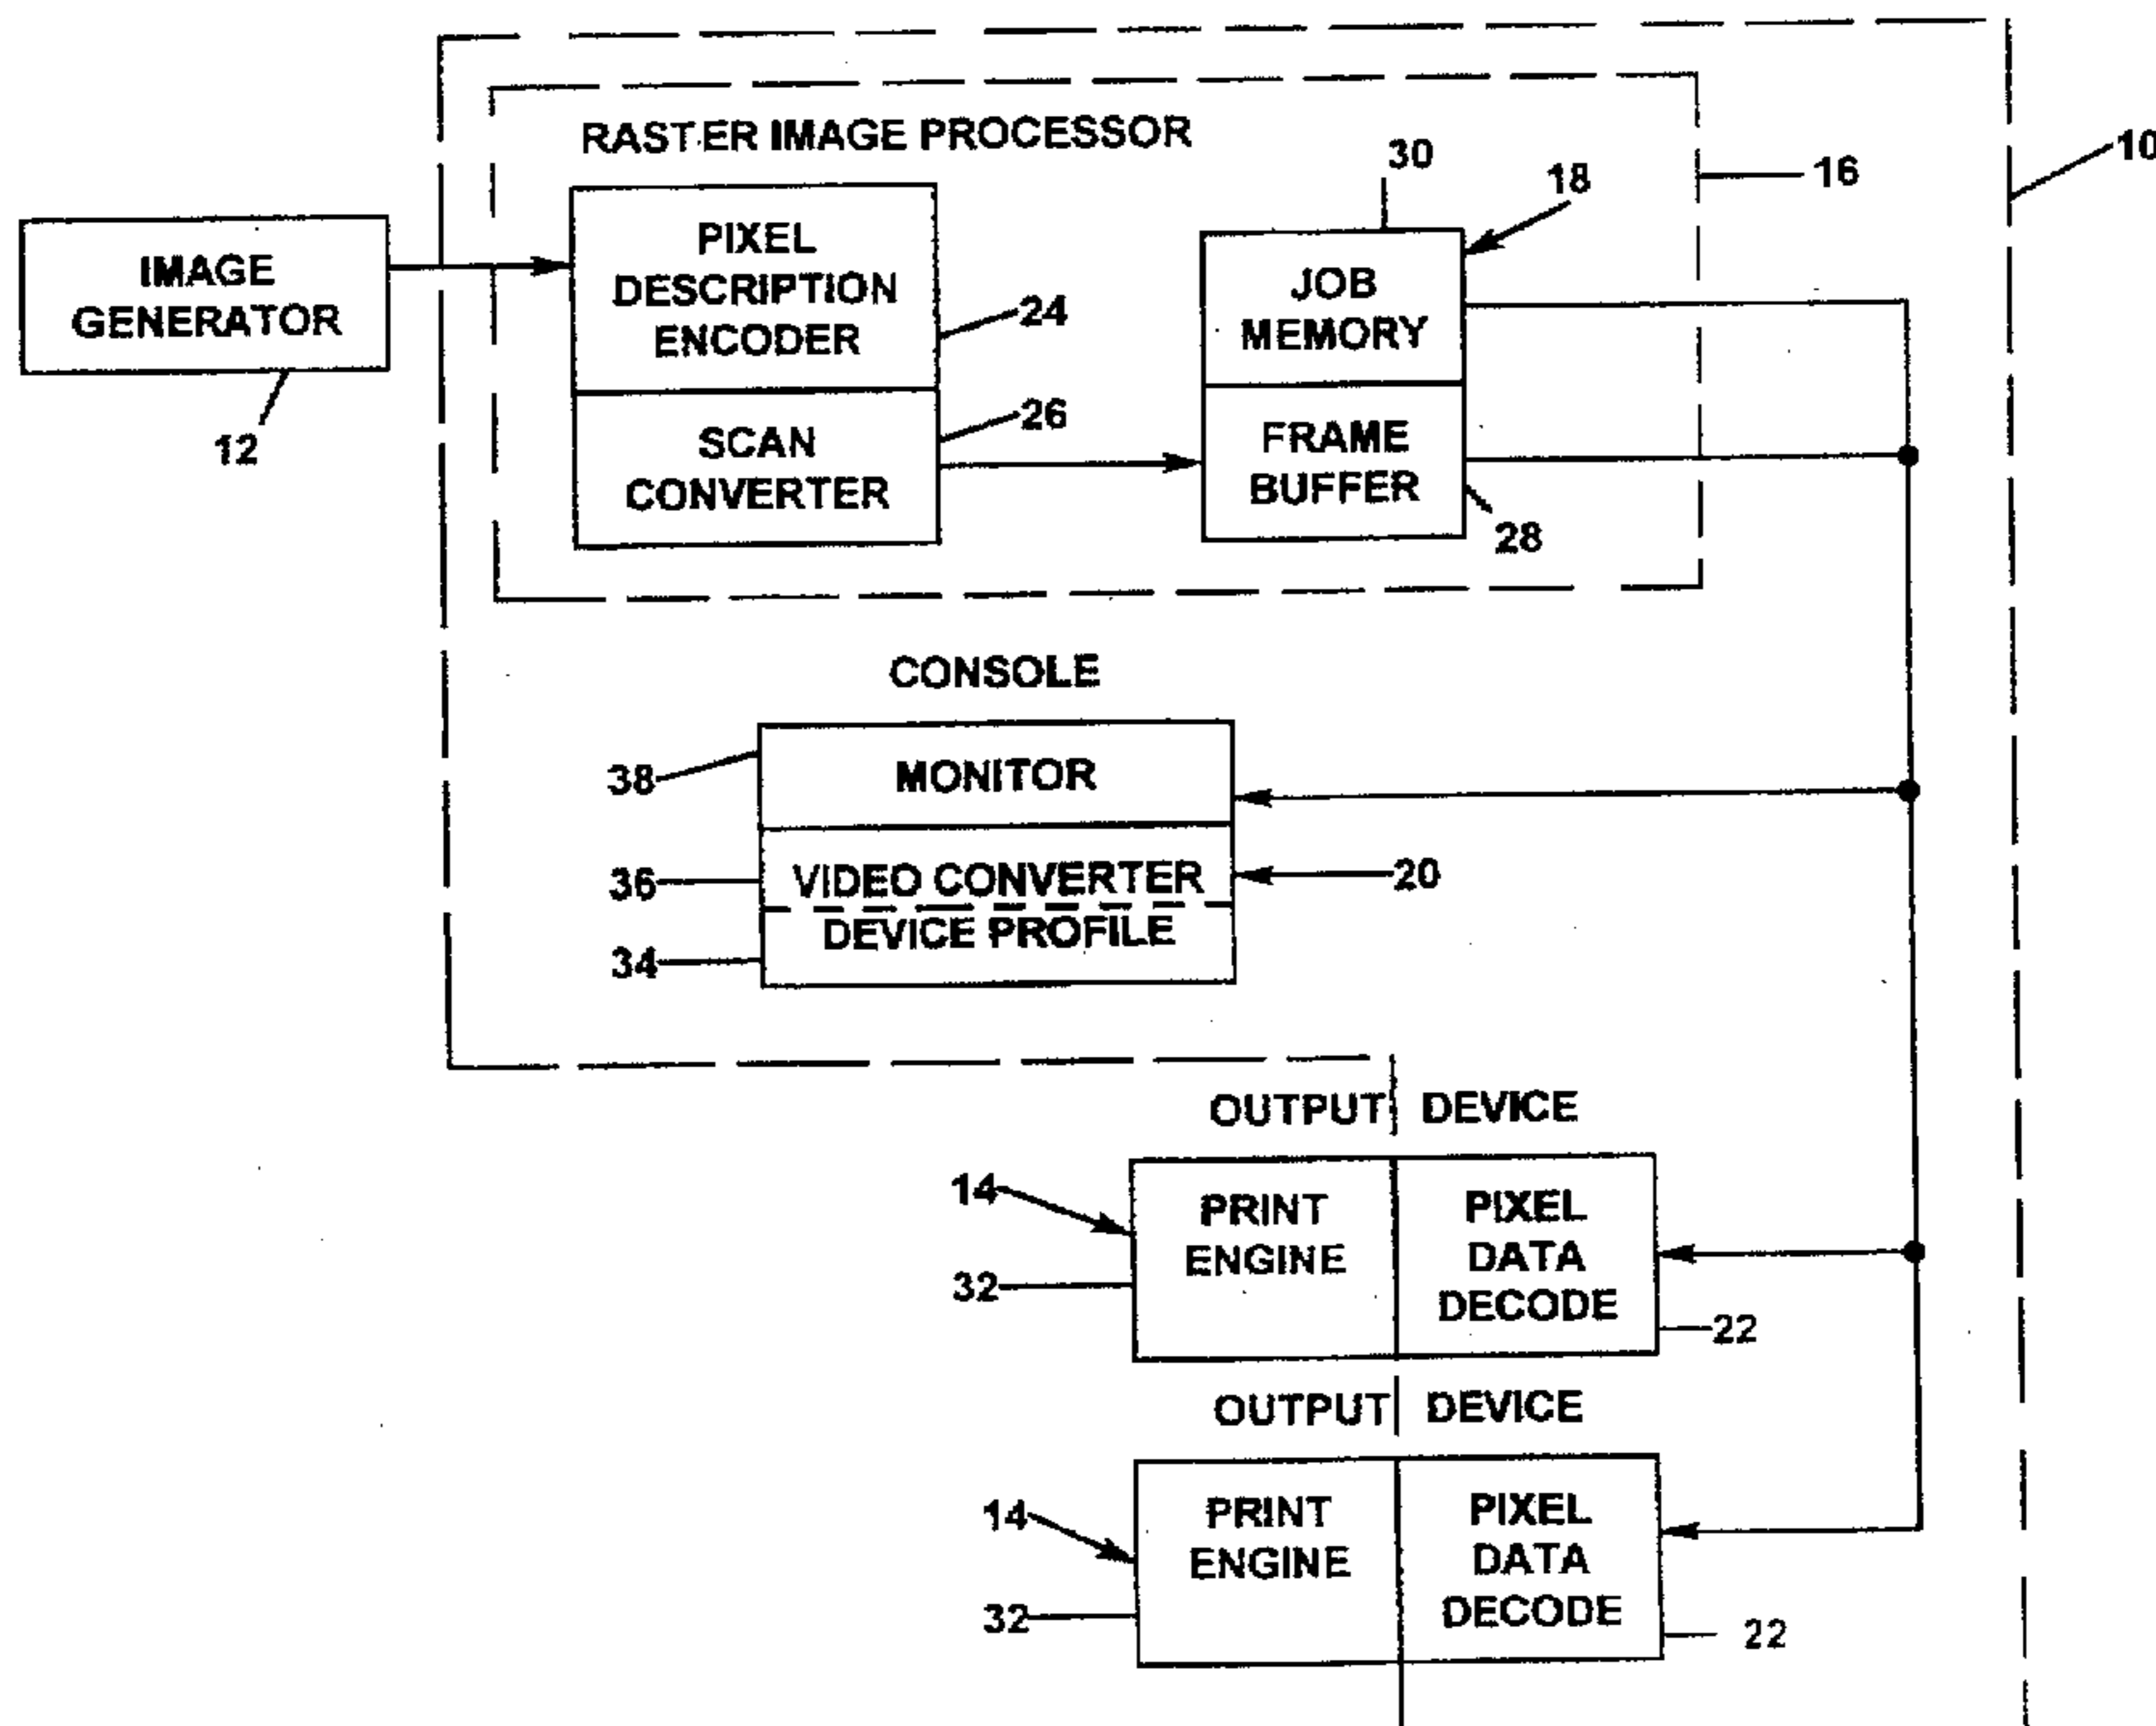 10
RASTER IMAGE PROCESSOR
30
18
16
IMAGE
GENERATOR
12
PIXEL
DESCRIPTION
ENCODER
24
SCAN
CONVERTER
26
JOB
MEMORY
FRAME
BUFFER
28
CONSOLE
38
MONITOR
36
VIDEO CONVERTER
20
DEVICE PROFILE
34
OUTPUT DEVICE
14
PRINT
ENGINE
32
PIXEL
DATA
DECODE
22
OUTPUT DEVICE
14
PRINT
ENGINE
32
PIXEL
DATA
DECODE
22